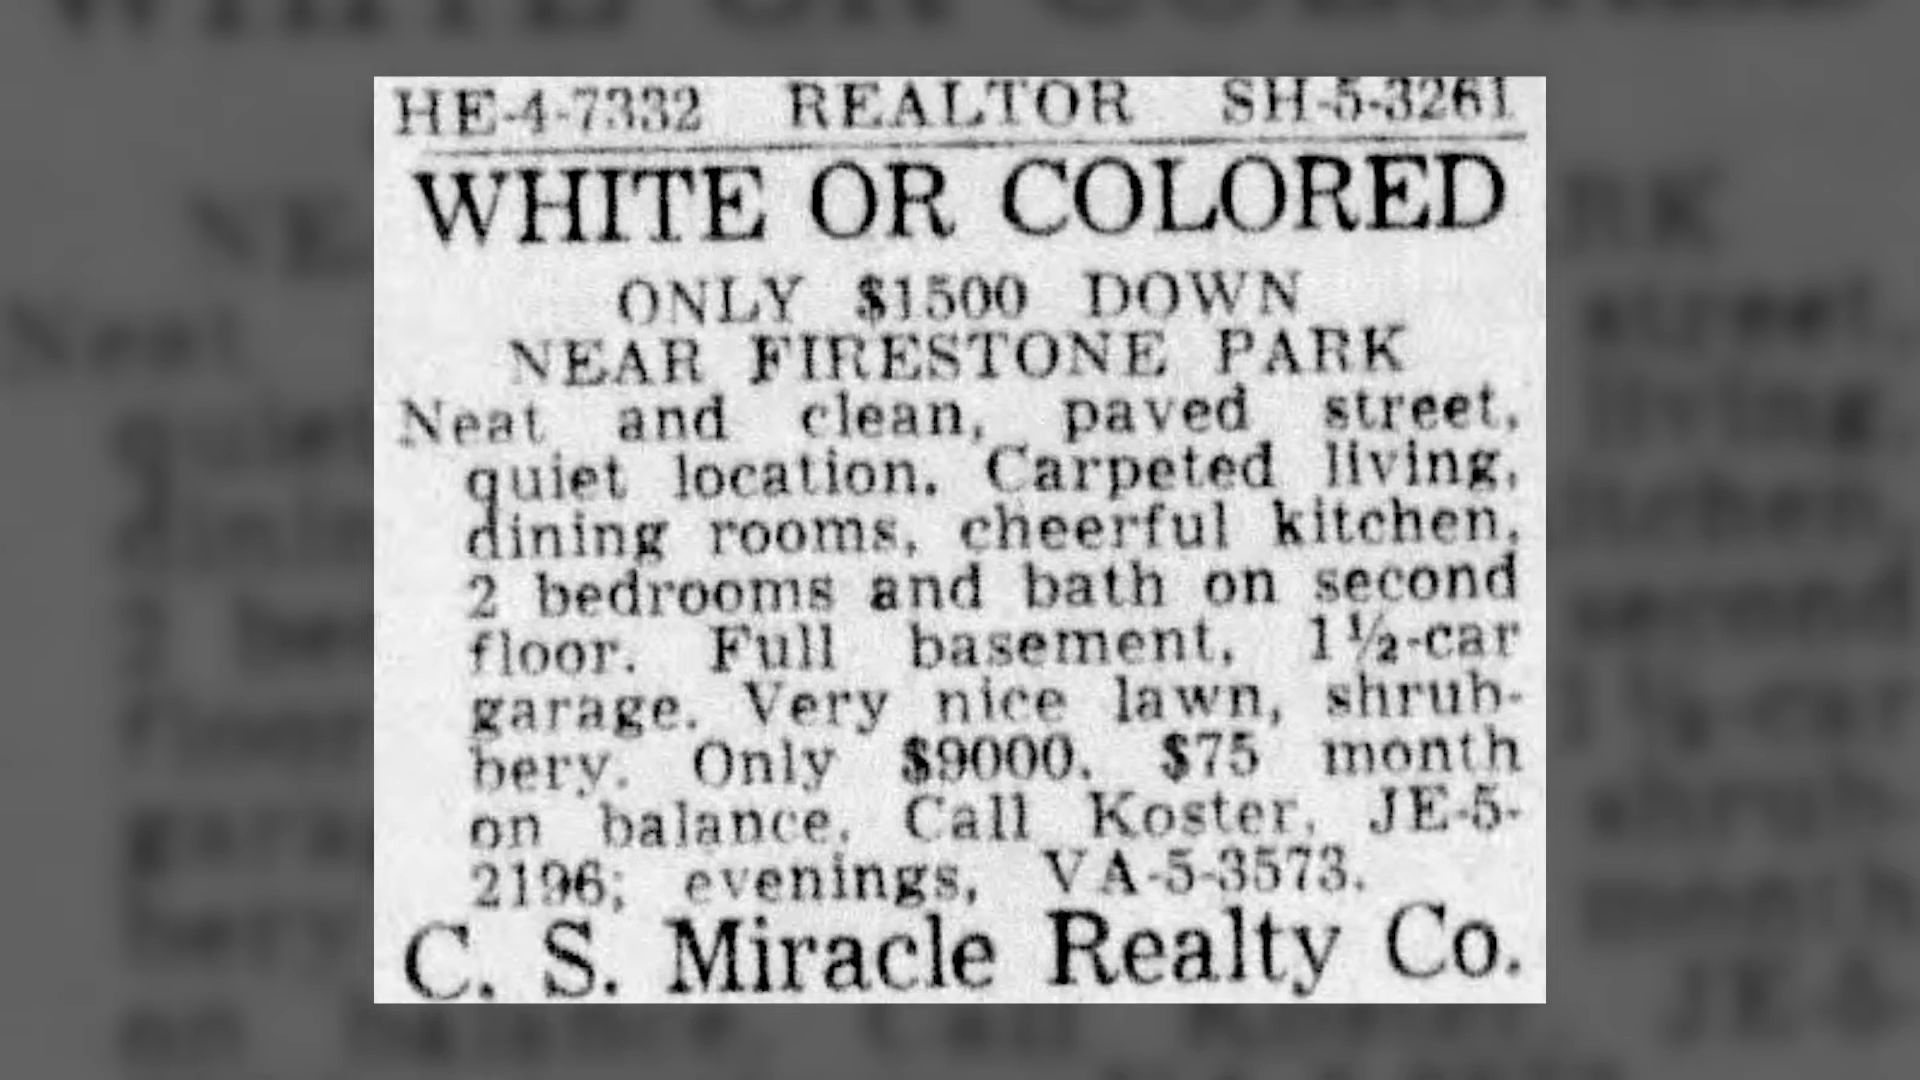 HE-4-7332 REALTOR SH-5-3261
WHITE OR COLORED
ONLY $1500 DOWN
NEAR FIRESTONE PARK
Neat and clean, paved street,
quiet location. Carpeted living,
dining rooms, cheerful kitchen,
2 bedrooms and bath on second
floor. Full basement, 1½-car
garage. Very nice lawn, shrub-
bery. Only $9000. $75 month
on balance. Call Koster, JE-5-
2196; evenings, VA-5-3573.
C. S. Miracle Realty Co.